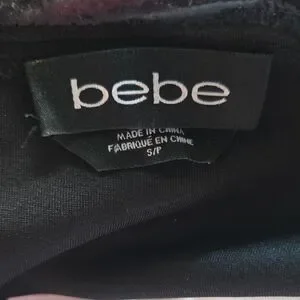 bebe
MADE IN CHINA
FABRIQUÉ EN CHINE
S/P